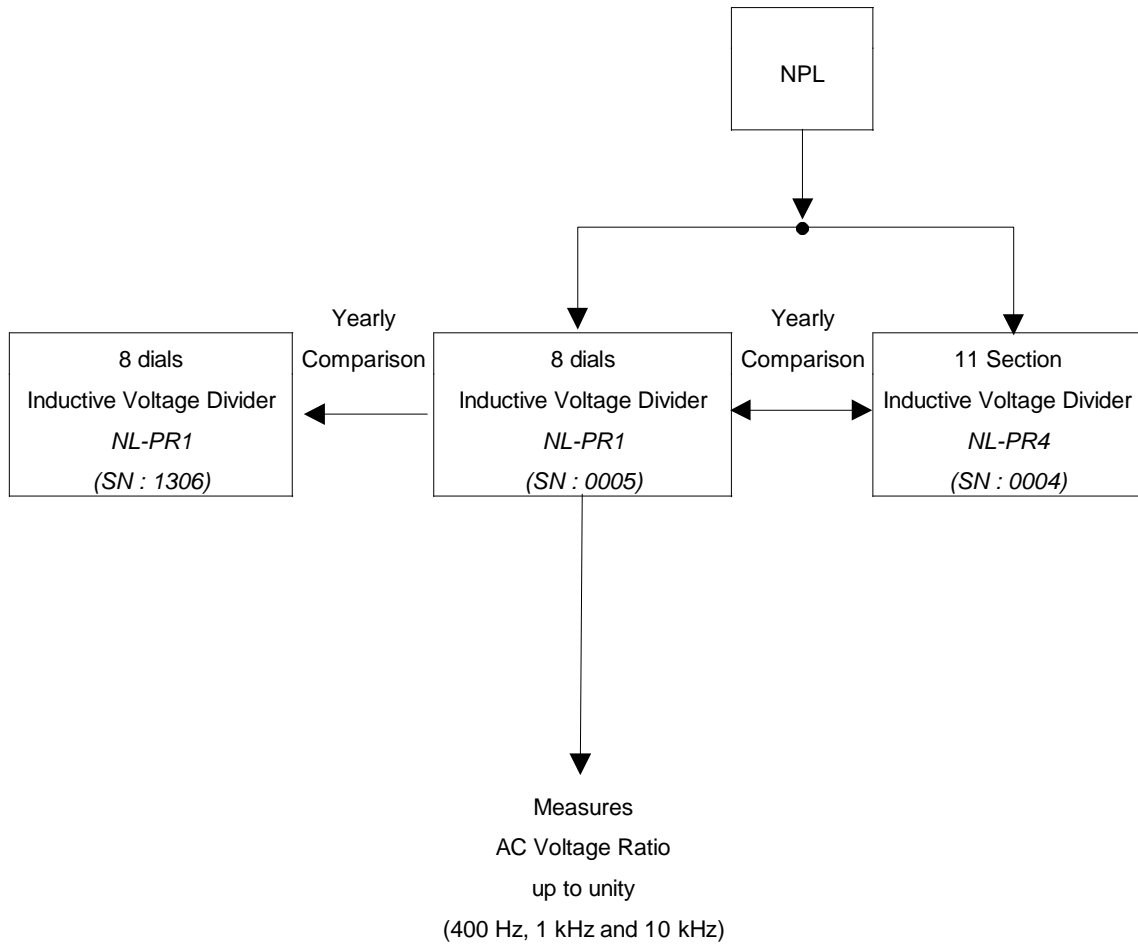 NPL
Yearly
Comparison
Yearly
Comparison
8 dials
Inductive Voltage Divider
NL-PR1
(SN : 1306)
8 dials
Inductive Voltage Divider
NL-PR1
(SN : 0005)
11 Section
Inductive Voltage Divider
NL-PR4
(SN : 0004)
Measures
AC Voltage Ratio
up to unity
(400 Hz, 1 kHz and 10 kHz)